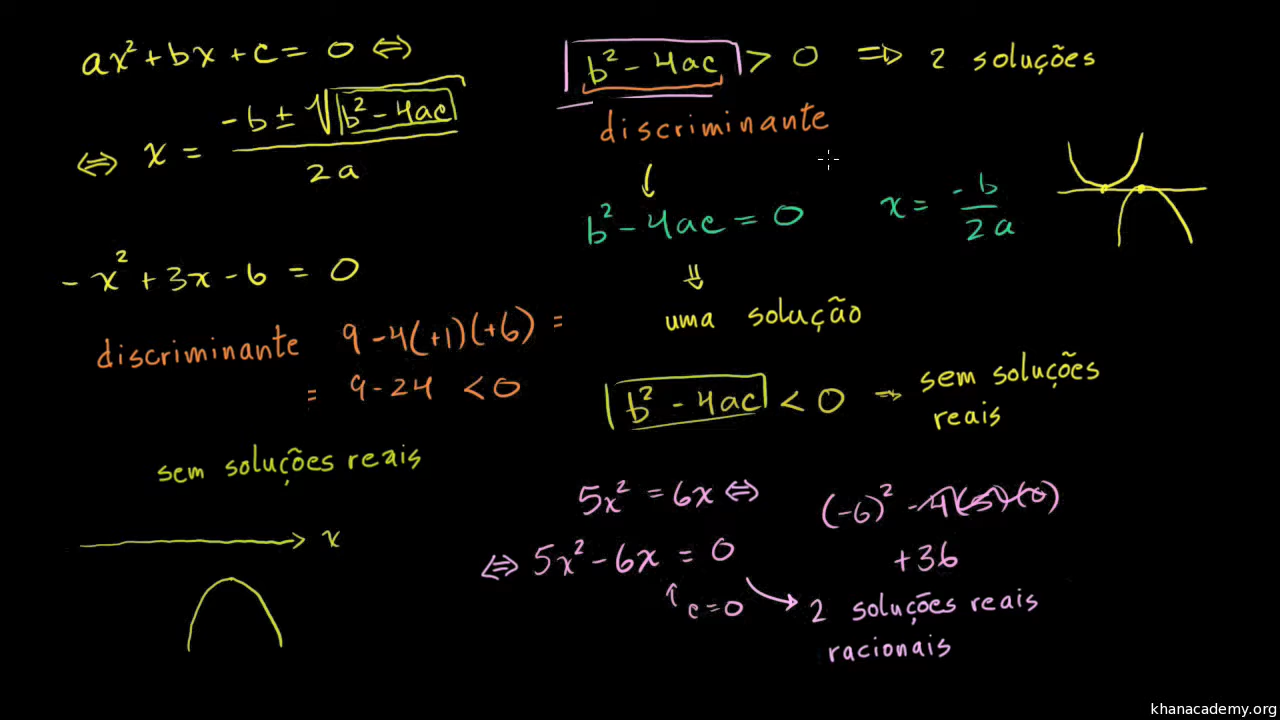 ax² + bx + c = 0 ⇔
⇔ x = (-b ± √(b² - 4ac)) / 2a
-x² + 3x - 6 = 0
discriminante 9 - 4(+1)(+6) =
= 9 - 24 < 0
sem soluções reais
x
b² - 4ac > 0 ⇒ 2 soluções
discriminante
b² - 4ac = 0 x = -b / 2a
⇓
uma solução
b² - 4ac < 0 ⇒ sem soluções
reais
5x² = 6x ⇔
⇔ 5x² - 6x = 0
↑ c = 0
(-6)² - 4(5)(0)
+36
2 soluções reais
racionais
khanacademy.org